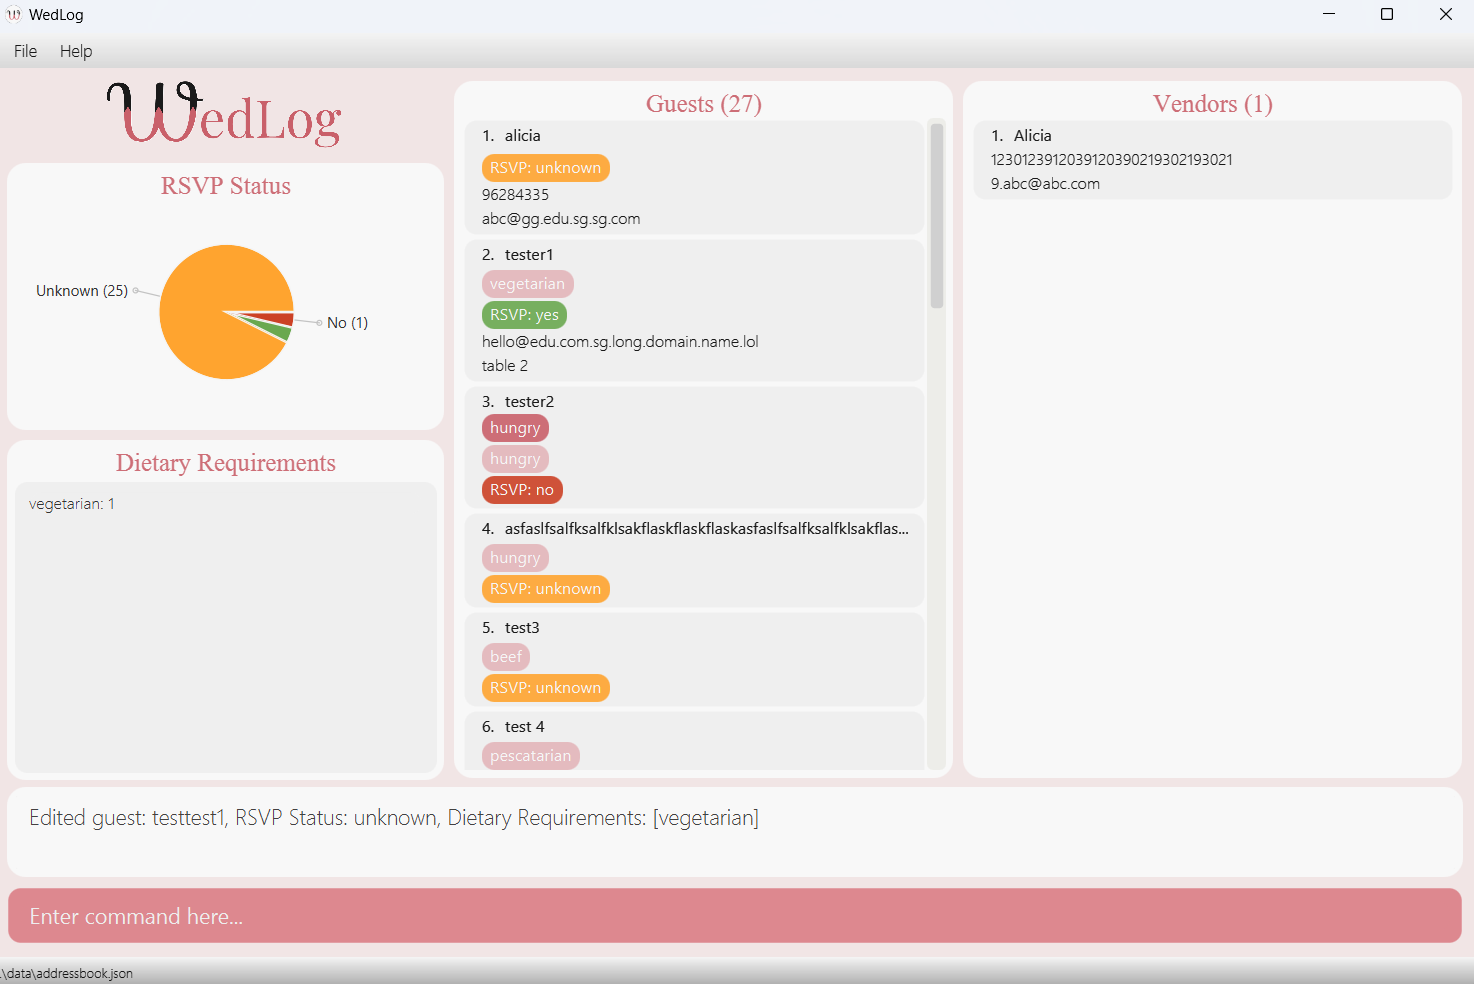 WedLog
File Help
WedLog
RSVP Status
Unknown (25)
No (1)
Dietary Requirements
vegetarian: 1
Guests (27)
1. alicia
RSVP: unknown
96284335
abc@gg.edu.sg.sg.com
2. tester1
vegetarian
RSVP: yes
hello@edu.com.sg.long.domain.name.lol
table 2
3. tester2
hungry
hungry
RSVP: no
4. asfaslfsalfksalfklsakflaskflaskflaskasfaslfsalfksalfklsakflas...
hungry
RSVP: unknown
5. test3
beef
RSVP: unknown
6. test 4
pescatarian
Vendors (1)
1. Alicia
1230123912039120390219302193021
9.abc@abc.com
Edited guest: testtest1, RSVP Status: unknown, Dietary Requirements: [vegetarian]
Enter command here...
.\data\addressbook.json